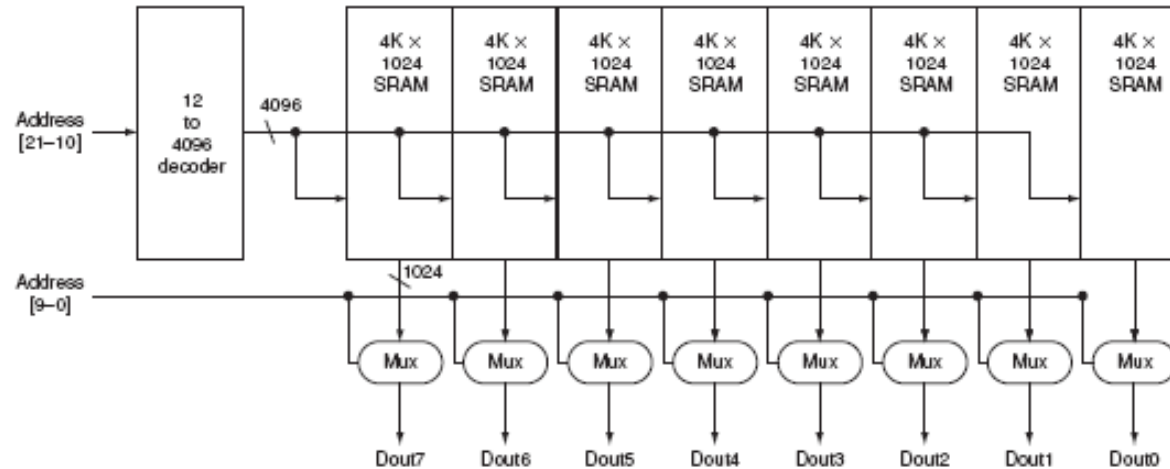 4K ×
1024
SRAM
4K ×
1024
SRAM
4K ×
1024
SRAM
4K ×
1024
SRAM
4K ×
1024
SRAM
4K ×
1024
SRAM
4K ×
1024
SRAM
4K ×
1024
SRAM
Address
[21–10]
12
to
4096
decoder
4096
Address
[9–0]
1024
Mux
Mux
Mux
Mux
Mux
Mux
Mux
Mux
Dout7
Dout6
Dout5
Dout4
Dout3
Dout2
Dout1
Dout0